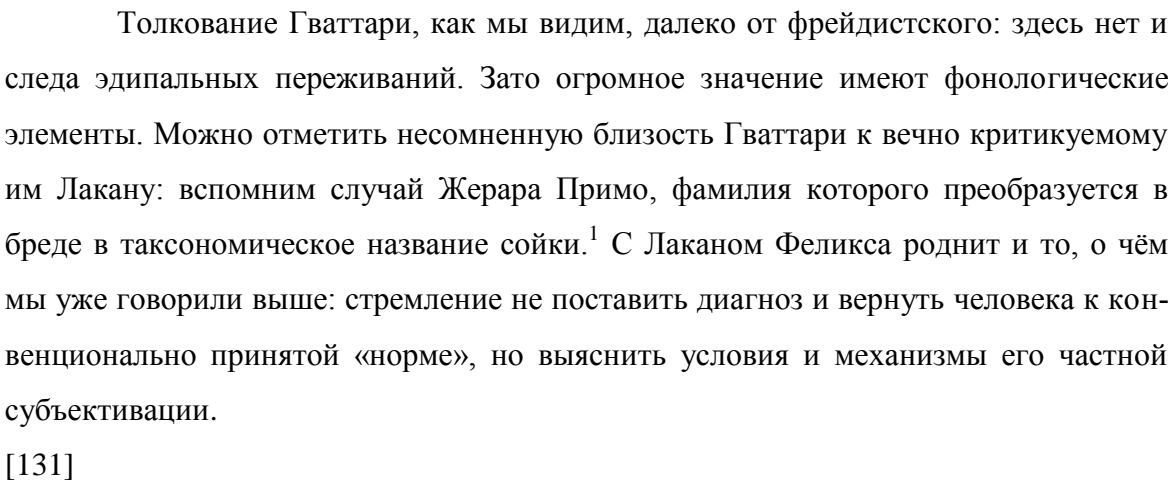 Толкование Гваттари, как мы видим, далеко от фрейдистского: здесь нет и
следа эдипальных переживаний. Зато огромное значение имеют фонологические
элементы. Можно отметить несомненную близость Гваттари к вечно критикуемому
им Лакану: вспомним случай Жерара Примо, фамилия которого преобразуется в
бреде в таксономическое название сойки.¹ С Лаканом Феликса роднит и то, о чём
мы уже говорили выше: стремление не поставить диагноз и вернуть человека к кон-
венционально принятой «норме», но выяснить условия и механизмы его частной
субъективации.
[131]